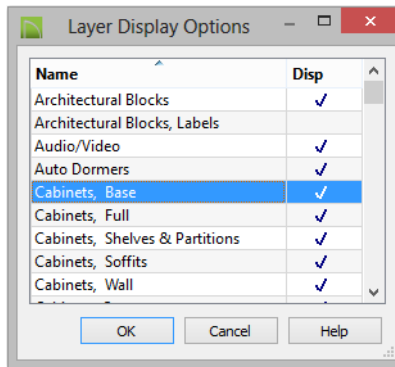 Layer Display Options
Name Disp
Architectural Blocks
Architectural Blocks, Labels
Audio/Video
Auto Dormers
Cabinets, Base
Cabinets, Full
Cabinets, Shelves & Partitions
Cabinets, Soffits
Cabinets, Wall
OK Cancel Help